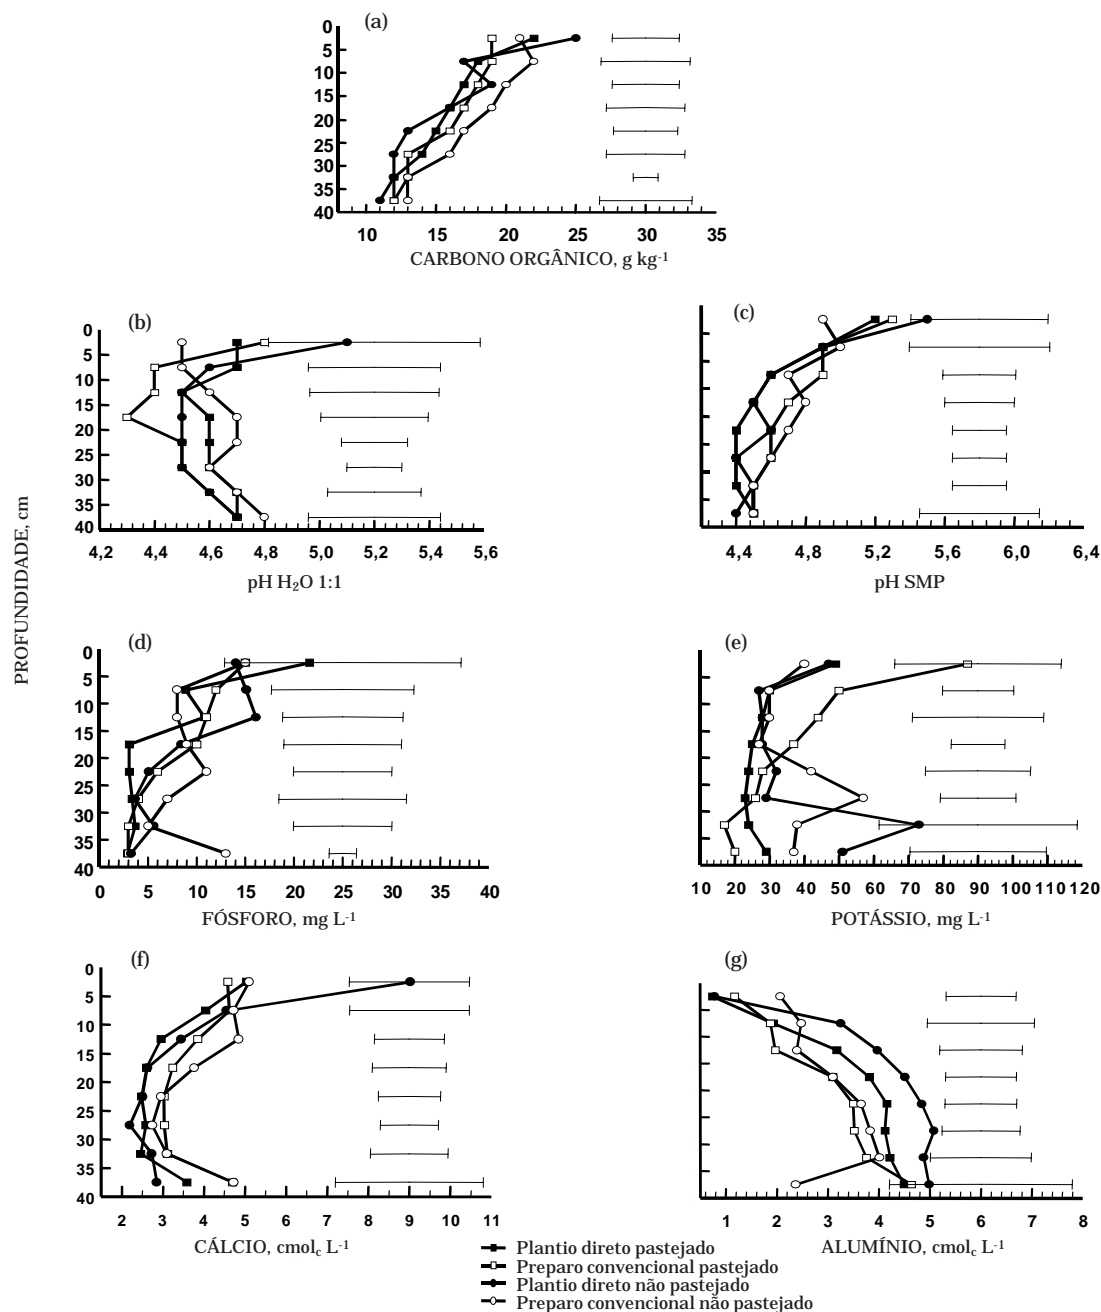 (a)
0
5
10
15
20
25
30
35
40
10 15 20 25 30 35
CARBONO ORGÂNICO, g kg-1
(b)
0
5
10
15
20
25
30
35
40
4,2 4,4 4,6 4,8 5,0 5,2 5,4 5,6
pH H2O 1:1
(c)
4,4 4,8 5,2 5,6 6,0 6,4
pH SMP
PROFUNDIDADE, cm
(d)
0
5
10
15
20
25
30
35
40
0 5 10 15 20 25 30 35 40
FÓSFORO, mg L-1
(e)
10 20 30 40 50 60 70 80 90 100 110 120
POTÁSSIO, mg L-1
(f)
0
5
10
15
20
25
30
35
40
2 3 4 5 6 7 8 9 10 11
CÁLCIO, cmolc L-1
(g)
1 2 3 4 5 6 7 8
ALUMÍNIO, cmolc L-1
Plantio direto pastejado
Preparo convencional pastejado
Plantio direto não pastejado
Preparo convencional não pastejado